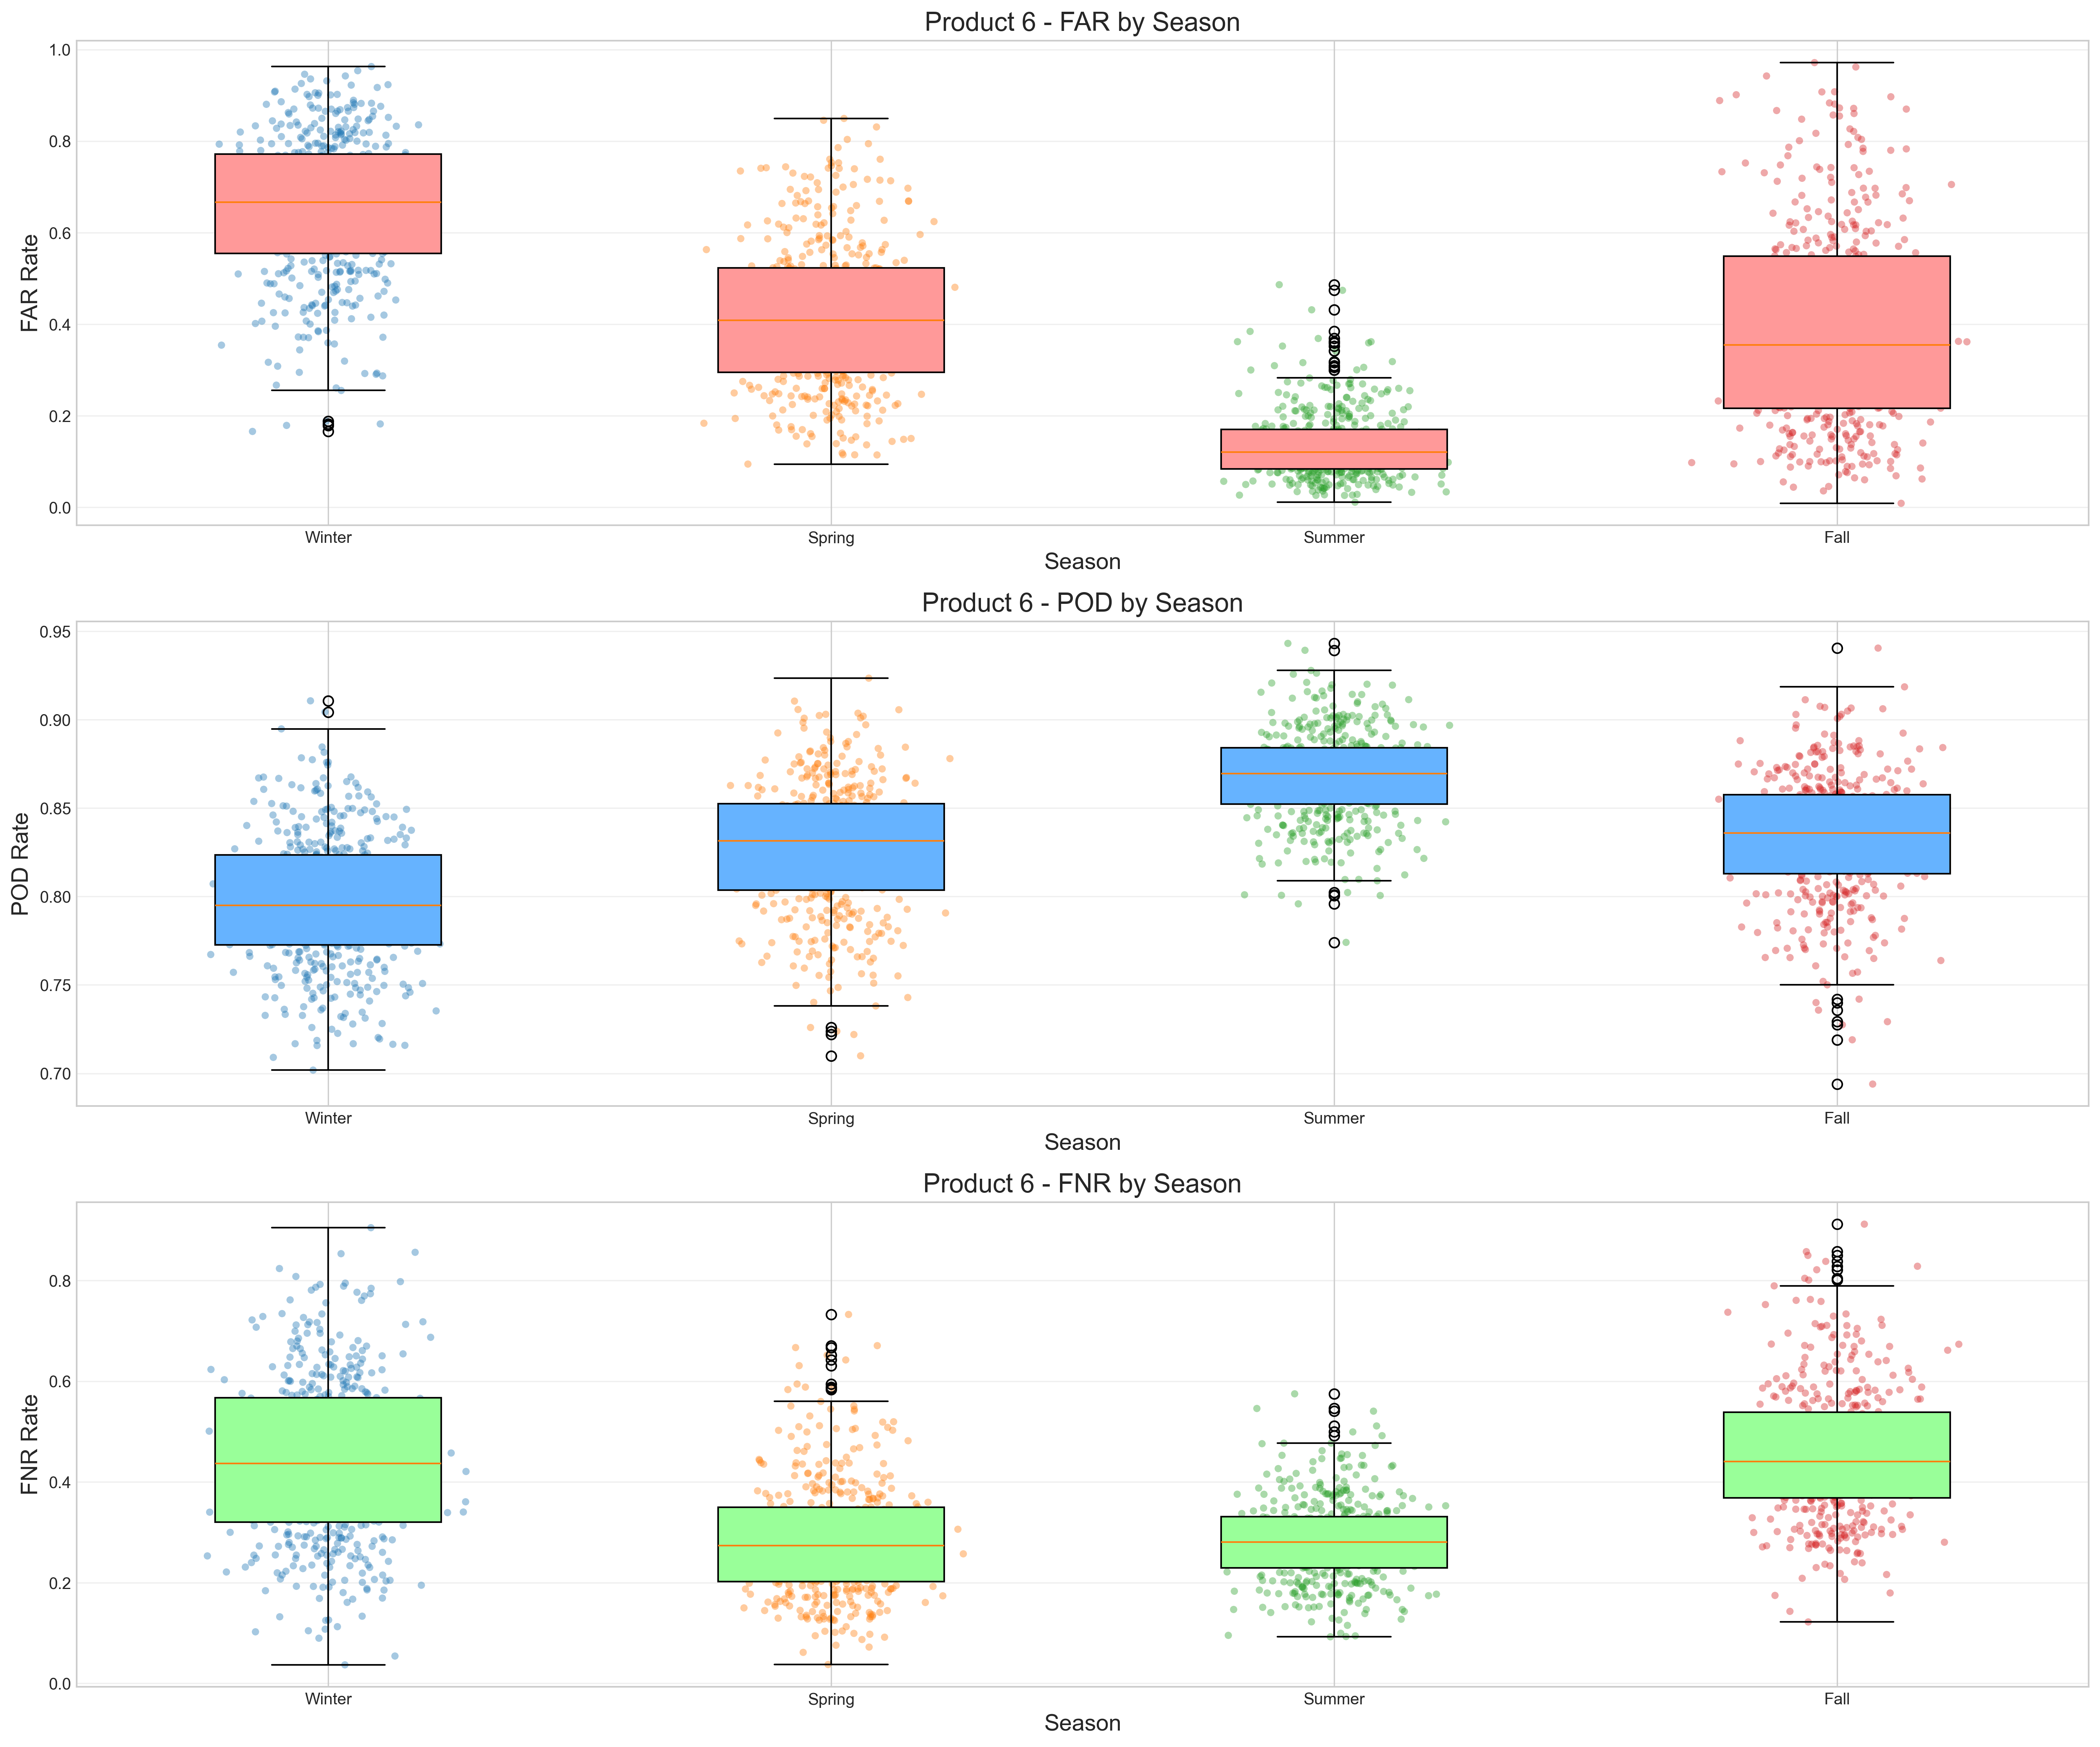 Product 6 - FAR by Season
1.0
0.8
0.6
0.4
0.2
0.0
FAR Rate
Winter Spring Summer Fall
Season
Product 6 - POD by Season
0.95
0.90
0.85
0.80
0.75
0.70
POD Rate
Winter Spring Summer Fall
Season
Product 6 - FNR by Season
0.8
0.6
0.4
0.2
0.0
FNR Rate
Winter Spring Summer Fall
Season